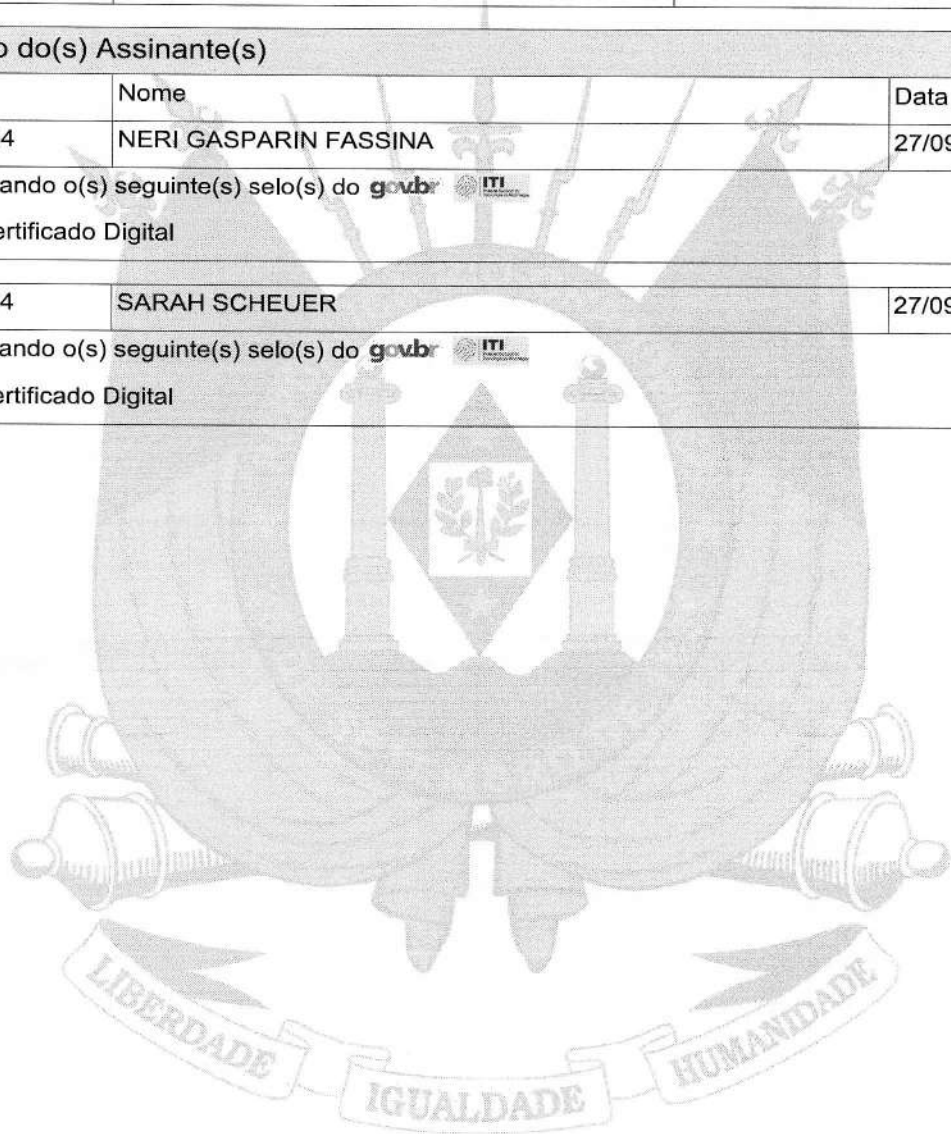 o do(s) Assinante(s)
Nome Data
4 NERI GASPARIN FASSINA 27/09
ando o(s) seguinte(s) selo(s) do gov.br ITI
ertificado Digital
4 SARAH SCHEUER 27/09
ando o(s) seguinte(s) selo(s) do gov.br ITI
ertificado Digital
LIBERDADE IGUALDADE HUMANIDADE